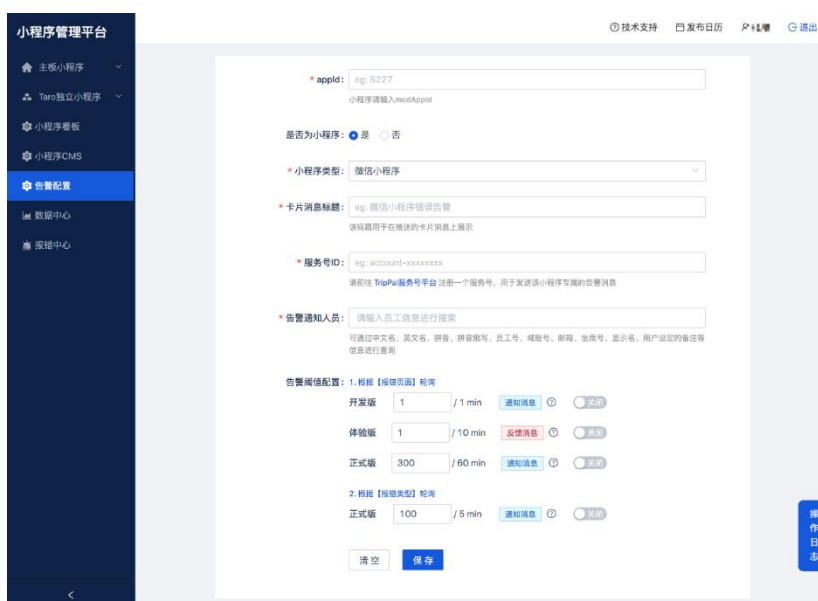 小程序管理平台
技术支持
发布日历
退出
主板小程序
Taro独立小程序
小程序看板
小程序CMS
告警配置
数据中心
报错中心
* appId:
eg: 5227
小程序请输入mcdAppId
是否为小程序: 是 否
* 小程序类型: 微信小程序
* 卡片消息标题: eg: 微信小程序错误告警
该标题用于在推送的卡片消息上展示
* 服务号ID: eg: account-xxxxxxxx
请前往 TripPal服务号平台 注册一个服务号，用于发送该小程序专属的告警消息
* 告警通知人员: 请输入员工信息进行搜索
可通过中文名、英文名、拼音、拼音缩写、员工号、域账号、邮箱、坐席号、显示名、用户设定的备注等
信息进行查询
告警阈值配置: 1.根据【报错页面】轮询
开发版 1 / 1 min 通知消息 关闭
体验版 1 / 10 min 反馈消息 关闭
正式版 300 / 60 min 通知消息 关闭
2.根据【报错类型】轮询
正式版 100 / 5 min 通知消息 关闭
清空 保存
操作日志